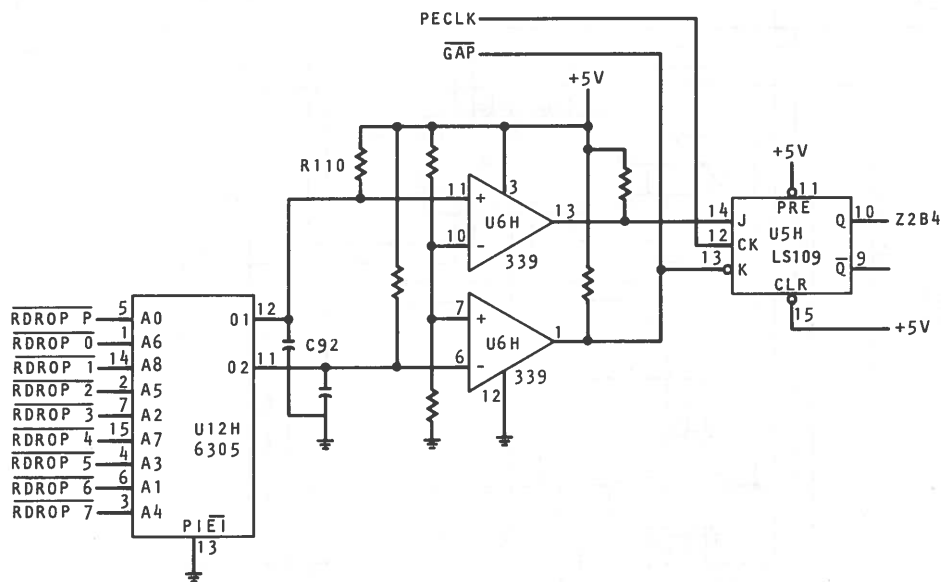 PECLK
GAP
+5V
R110
11
+
3
U6H
13
10
-
339
+5V
11
PRE
14
J
Q
10
Z2B4
12
CK
U5H
LS109
13
K
Q
9
CLR
15
+5V
7
+
U6H
1
6
-
339
12
RDROP P
5
A0
O1
12
RDROP 0
1
A6
RDROP 1
14
A8
O2
11
C92
RDROP 2
2
A5
RDROP 3
7
A2
RDROP 4
15
A7
U12H
6305
RDROP 5
4
A3
RDROP 6
6
A1
RDROP 7
3
A4
PIEI
13